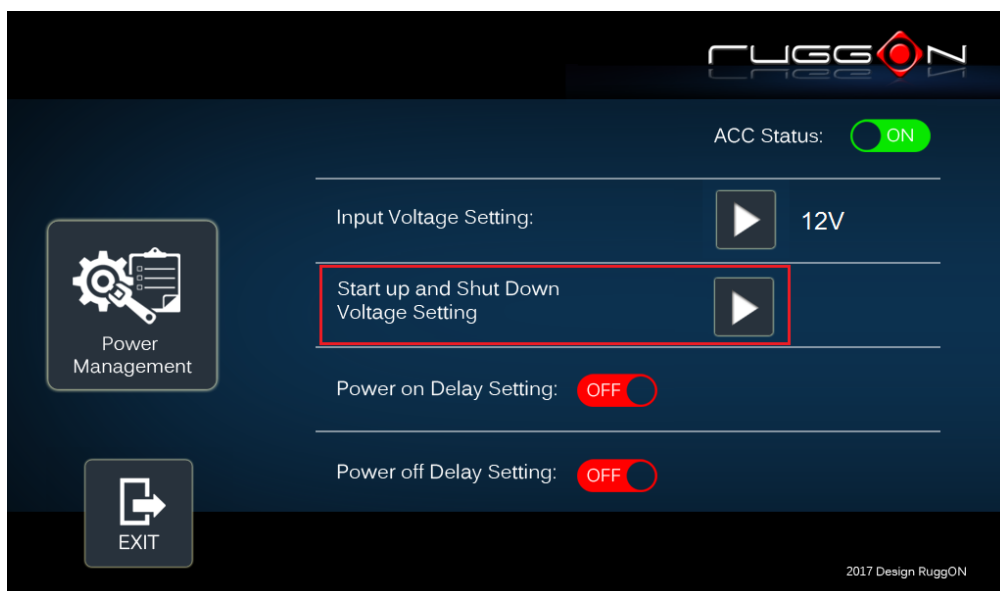 ruggON
ACC Status: ON
Input Voltage Setting: 12V
Start up and Shut Down
Voltage Setting
Power
Management
Power on Delay Setting: OFF
Power off Delay Setting: OFF
EXIT
2017 Design RuggON